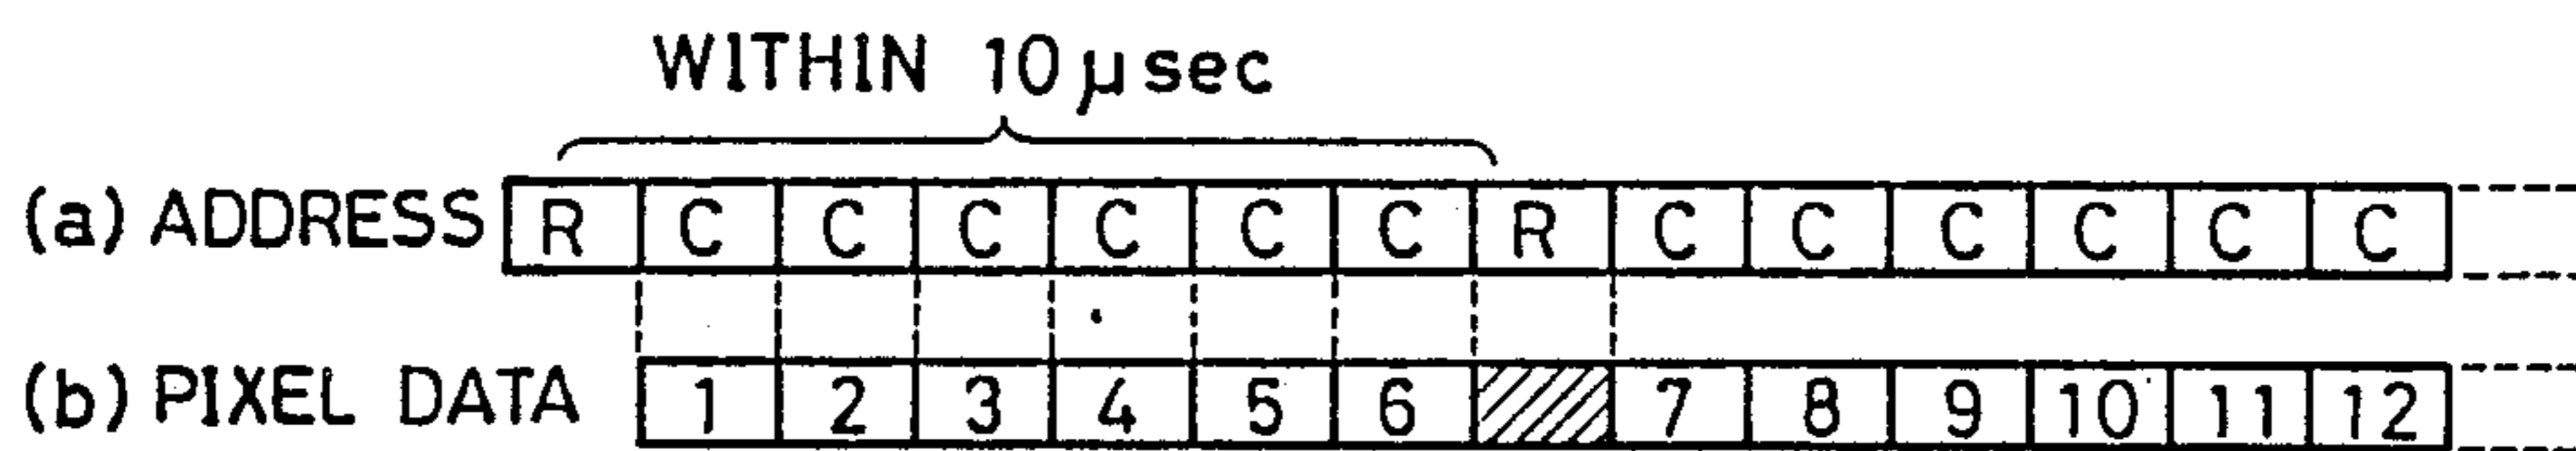 WITHIN 10 μsec
(a) ADDRESS R C C C C C C R C C C C C C
(b) PIXEL DATA 1 2 3 4 5 6 7 8 9 10 11 12